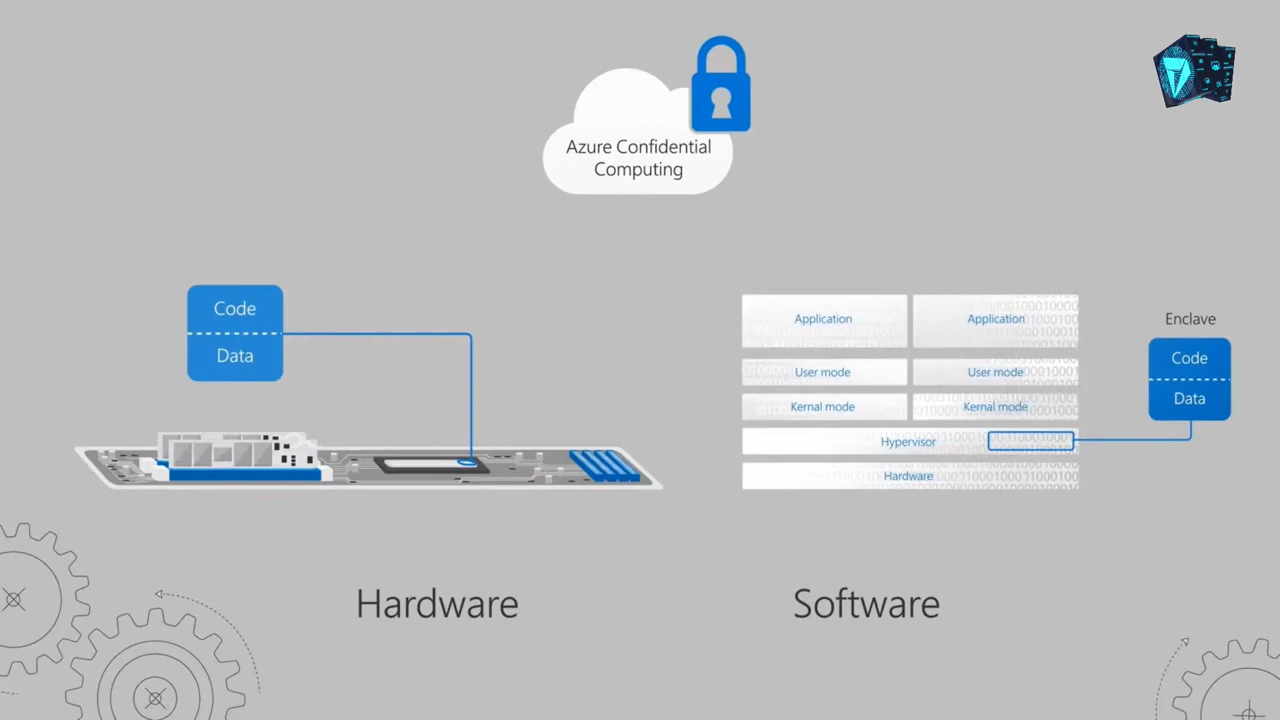 Azure Confidential
Computing
Code
Data
Application
Application
User mode
User mode
Kernal mode
Kernal mode
Hypervisor
Hardware
Enclave
Code
Data
Hardware
Software